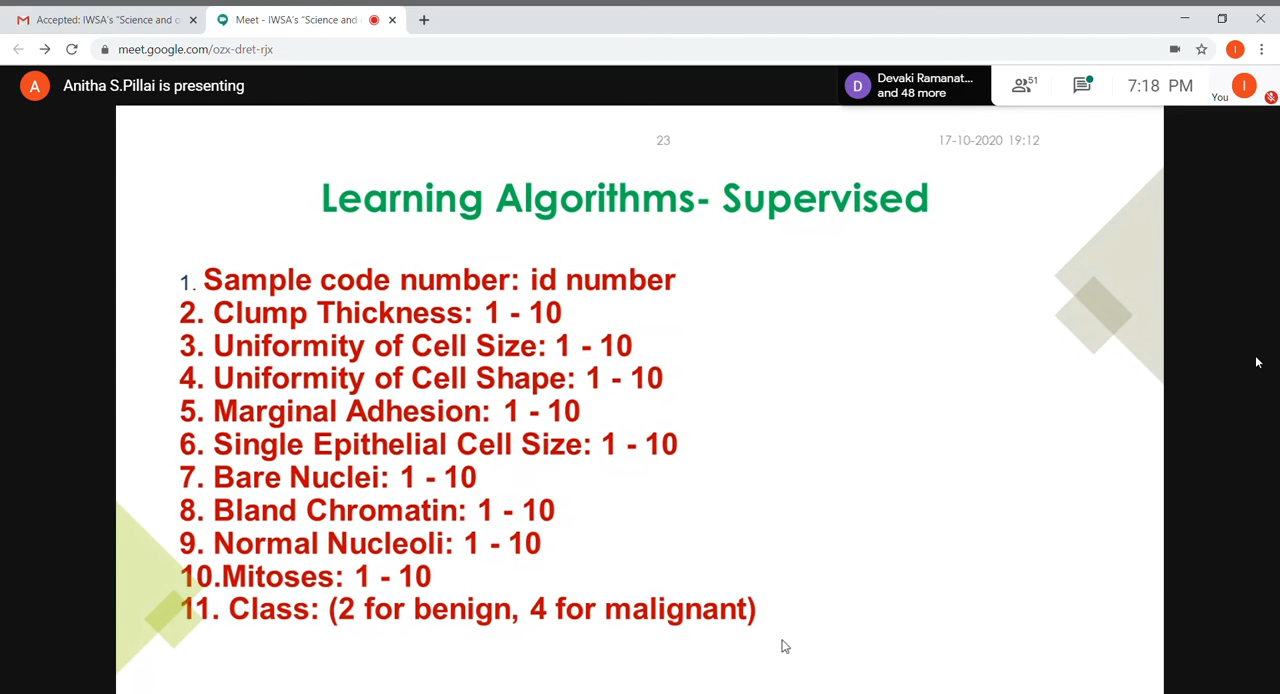 Accepted: IWSA's "Science and o
Meet - IWSA's "Science and
meet.google.com/ozx-dret-rjx
A
Anitha S.Pillai is presenting
D
Devaki Ramanat...
and 48 more
51
7:18 PM
You
I
I
23
17-10-2020 19:12
Learning Algorithms- Supervised
1. Sample code number: id number
2. Clump Thickness: 1 - 10
3. Uniformity of Cell Size: 1 - 10
4. Uniformity of Cell Shape: 1 - 10
5. Marginal Adhesion: 1 - 10
6. Single Epithelial Cell Size: 1 - 10
7. Bare Nuclei: 1 - 10
8. Bland Chromatin: 1 - 10
9. Normal Nucleoli: 1 - 10
10.Mitoses: 1 - 10
11. Class: (2 for benign, 4 for malignant)